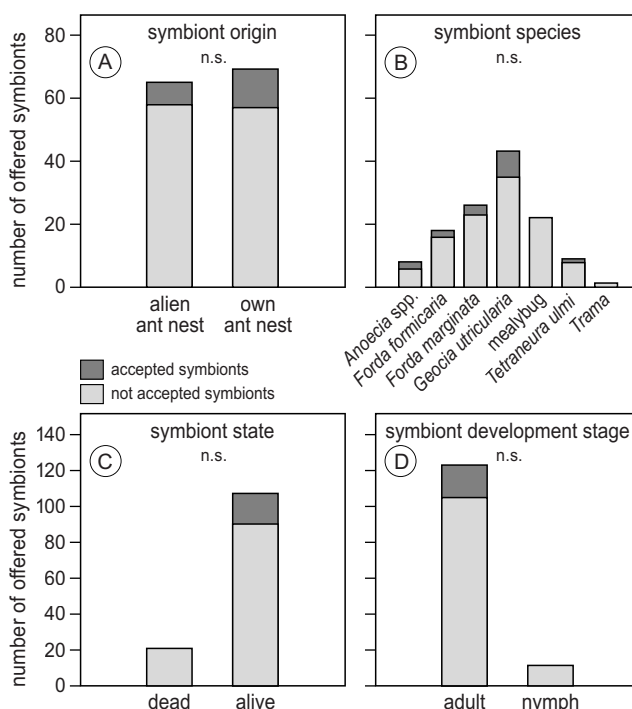 number of offered symbionts
80
60
40
20
0
A
symbiont origin
n.s.
alien
ant nest
own
ant nest
B
symbiont species
n.s.
Anoecia spp.
Forda formicaria
Forda marginata
Geocia utricularia
mealybug
Tetraneura ulmi
Trama
accepted symbionts
not accepted symbionts
number of offered symbionts
140
120
100
80
60
40
20
0
C
symbiont state
n.s.
dead
alive
symbiont development stage
D
n.s.
adult
nymph